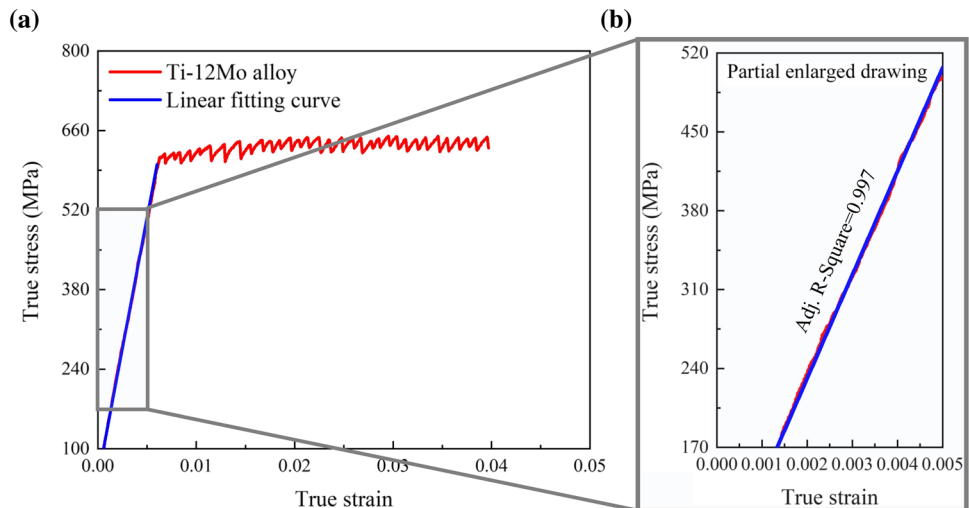 (a)
800
660
520
380
240
100
0.00
0.01
0.02
0.03
0.04
0.05
True stress (MPa)
True strain
Ti-12Mo alloy
Linear fitting curve
(b)
520
450
380
310
240
170
0.000
0.001
0.002
0.003
0.004
0.005
True stress (MPa)
True strain
Partial enlarged drawing
Adj. R-Square=0.997